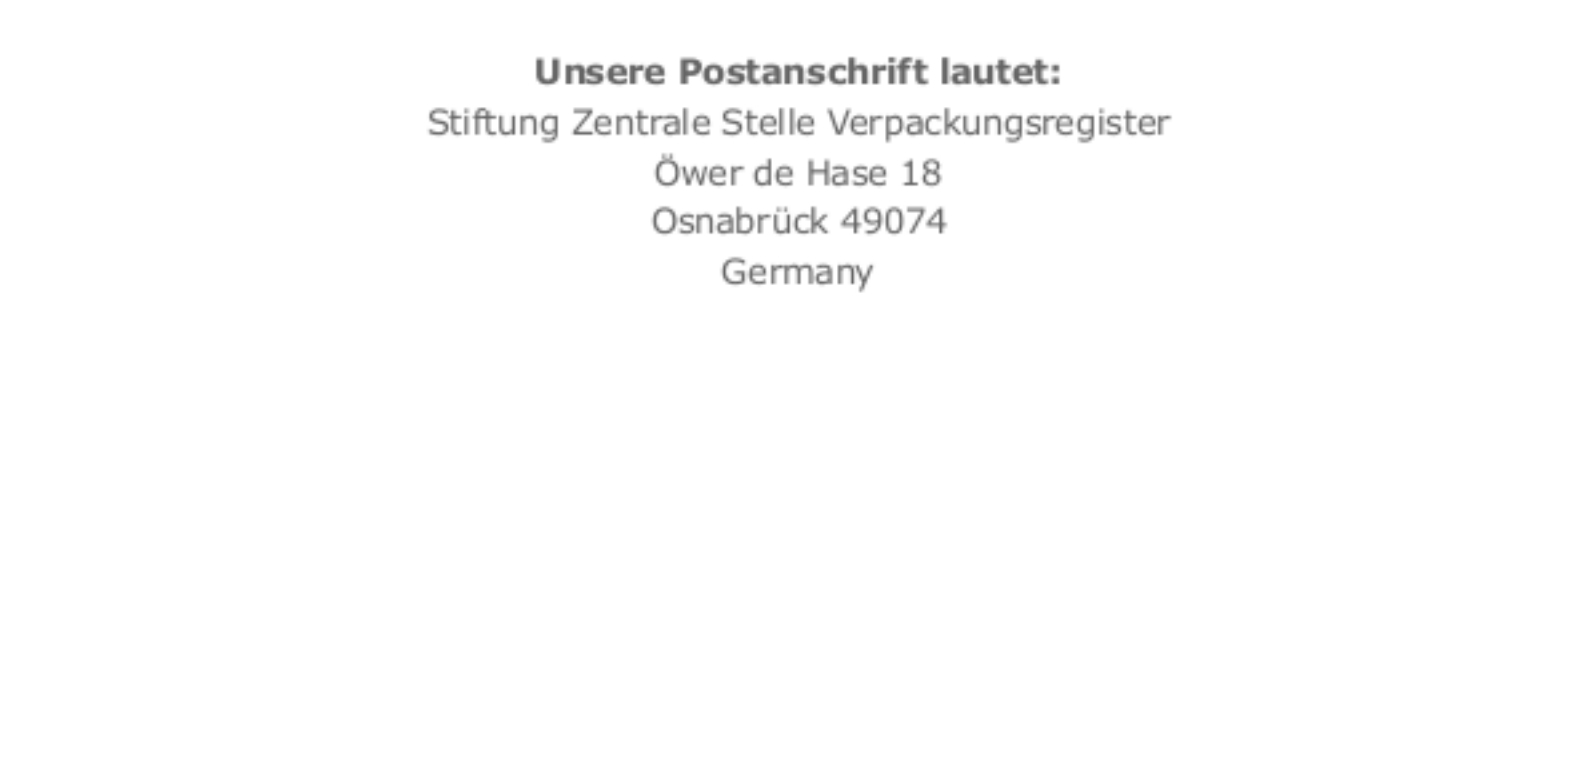 Unsere Postanschrift lautet:
Stiftung Zentrale Stelle Verpackungsregister
Öwer de Hase 18
Osnabrück 49074
Germany